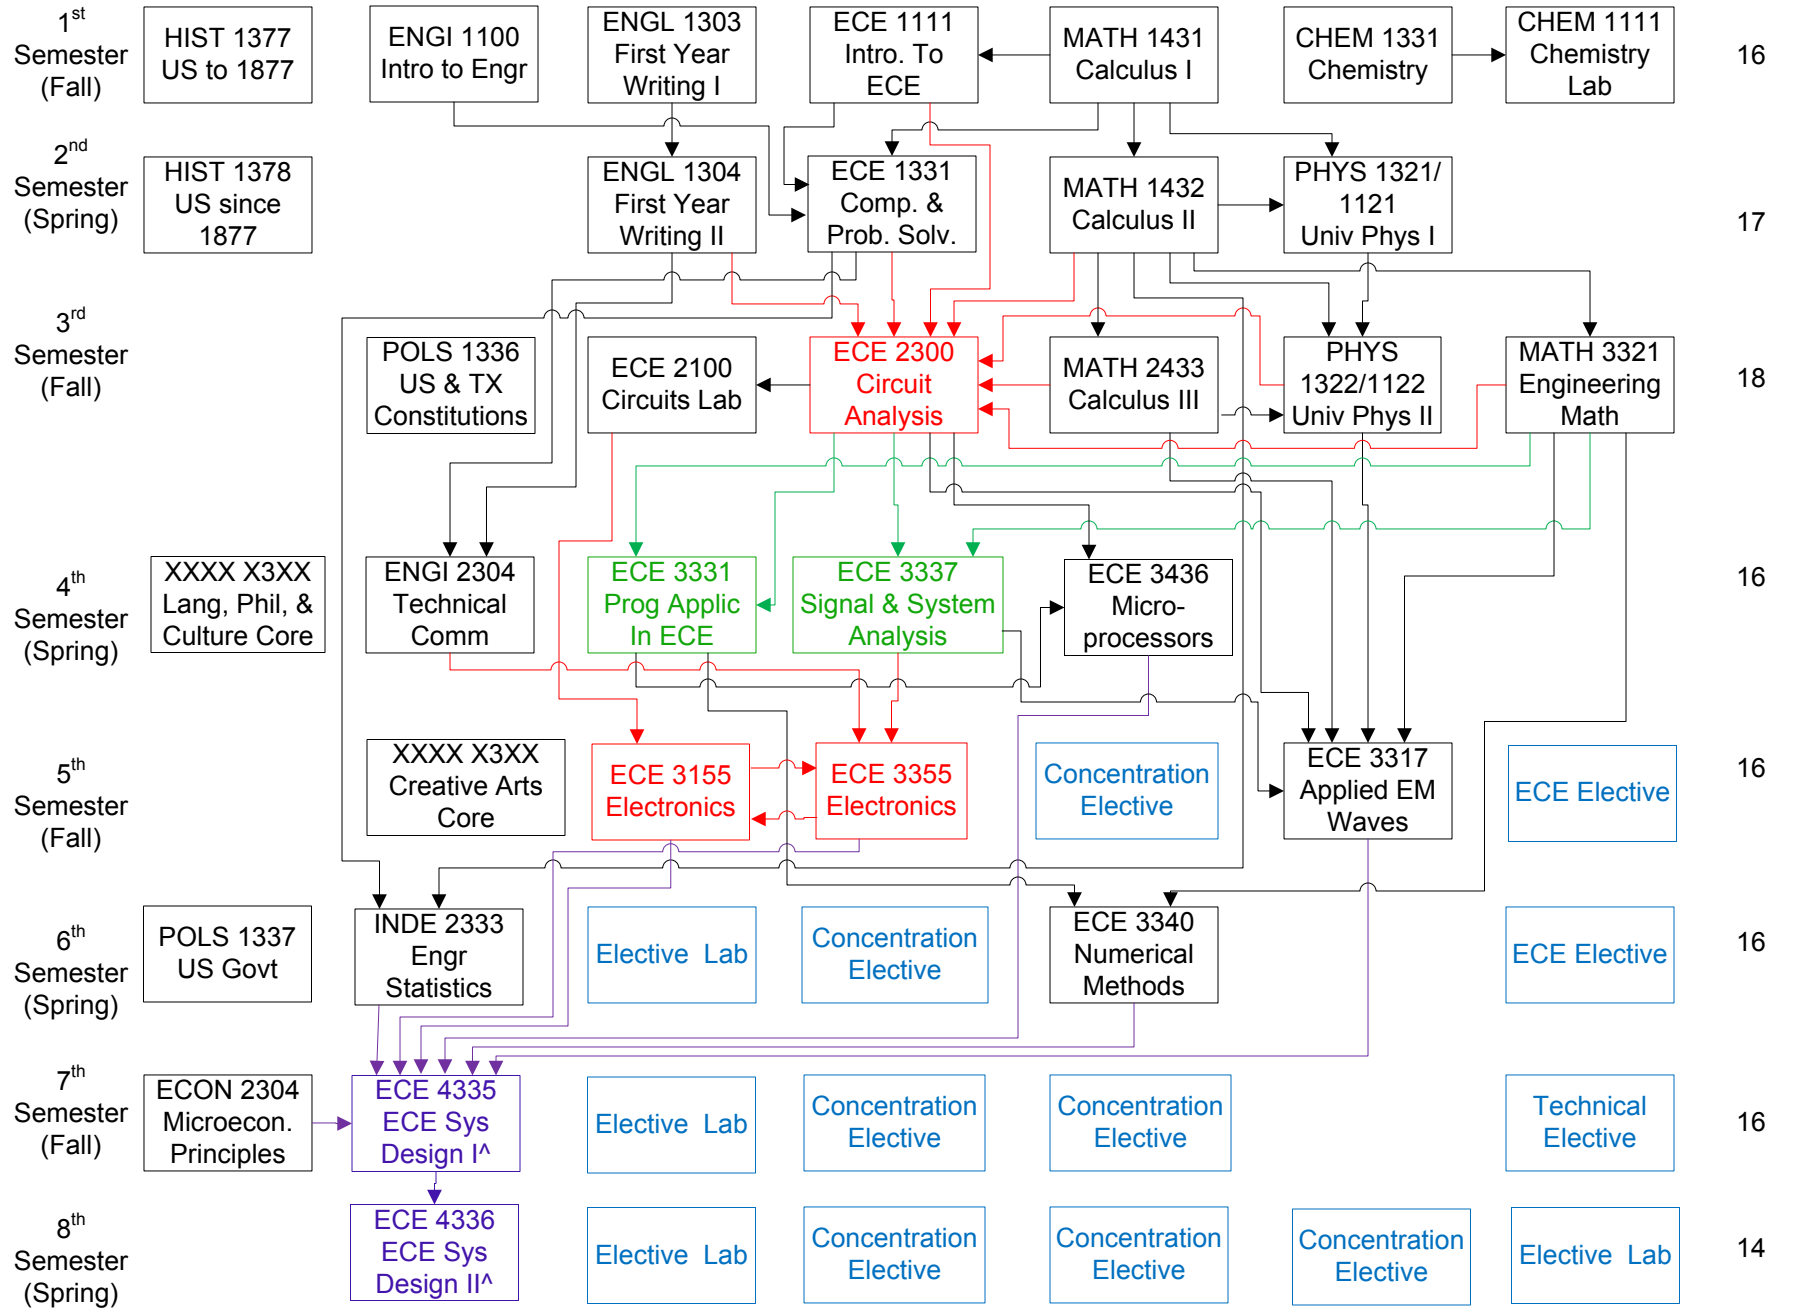 1st
Semester
(Fall)
HIST 1377
US to 1877
ENGI 1100
Intro to Engr
ENGL 1303
First Year
Writing I
ECE 1111
Intro. To
ECE
MATH 1431
Calculus I
CHEM 1331
Chemistry
CHEM 1111
Chemistry
Lab
16
2nd
Semester
(Spring)
HIST 1378
US since
1877
ENGL 1304
First Year
Writing II
ECE 1331
Comp. &
Prob. Solv.
MATH 1432
Calculus II
PHYS 1321/
1121
Univ Phys I
17
3rd
Semester
(Fall)
POLS 1336
US & TX
Constitutions
ECE 2100
Circuits Lab
ECE 2300
Circuit
Analysis
MATH 2433
Calculus III
PHYS
1322/1122
Univ Phys II
MATH 3321
Engineering
Math
18
4th
Semester
(Spring)
XXXX X3XX
Lang, Phil, &
Culture Core
ENGI 2304
Technical
Comm
ECE 3331
Prog Applic
In ECE
ECE 3337
Signal & System
Analysis
ECE 3436
Micro-
processors
16
5th
Semester
(Fall)
XXXX X3XX
Creative Arts
Core
ECE 3155
Electronics
ECE 3355
Electronics
Concentration
Elective
ECE 3317
Applied EM
Waves
ECE Elective
16
6th
Semester
(Spring)
POLS 1337
US Govt
INDE 2333
Engr
Statistics
Elective Lab
Concentration
Elective
ECE 3340
Numerical
Methods
ECE Elective
16
7th
Semester
(Fall)
ECON 2304
Microecon.
Principles
ECE 4335
ECE Sys
Design I^
Elective Lab
Concentration
Elective
Concentration
Elective
Technical
Elective
16
8th
Semester
(Spring)
ECE 4336
ECE Sys
Design II^
Elective Lab
Concentration
Elective
Concentration
Elective
Concentration
Elective
Elective Lab
14